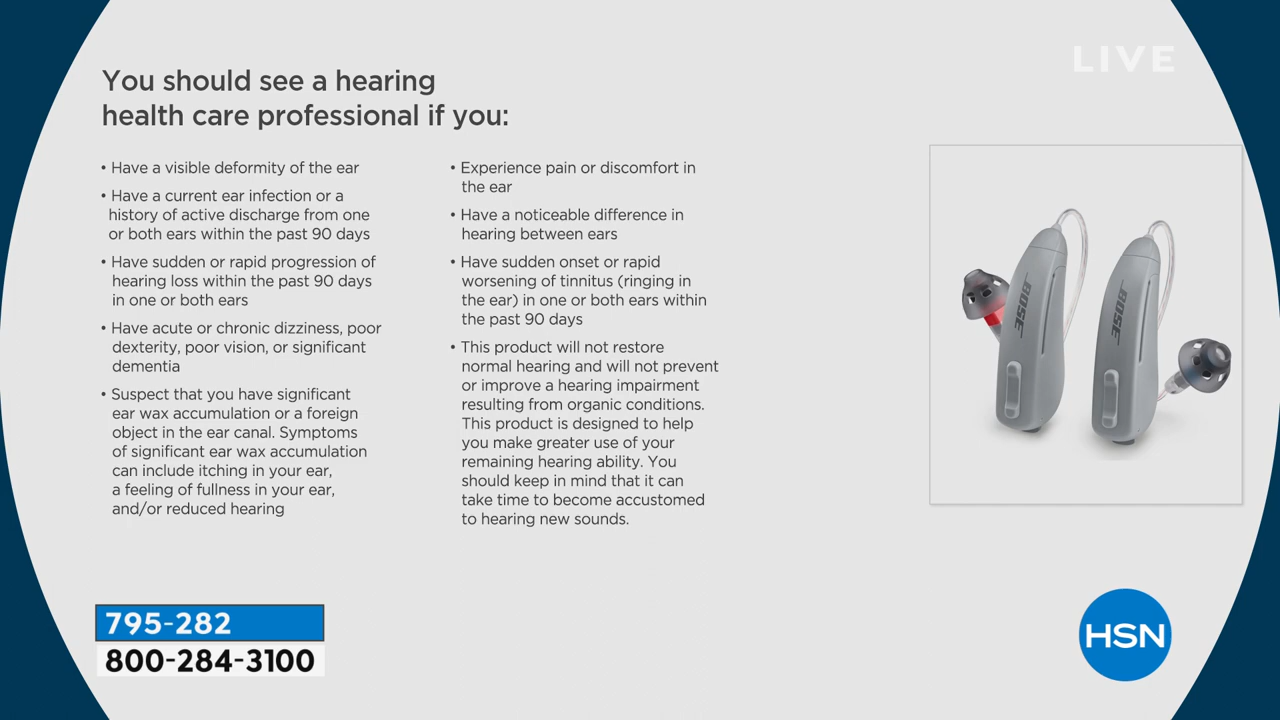 LIVE
You should see a hearing
health care professional if you:
• Have a visible deformity of the ear
• Have a current ear infection or a
history of active discharge from one
or both ears within the past 90 days
• Have sudden or rapid progression of
hearing loss within the past 90 days
in one or both ears
• Have acute or chronic dizziness, poor
dexterity, poor vision, or significant
dementia
• Suspect that you have significant
ear wax accumulation or a foreign
object in the ear canal. Symptoms
of significant ear wax accumulation
can include itching in your ear,
a feeling of fullness in your ear,
and/or reduced hearing
• Experience pain or discomfort in
the ear
• Have a noticeable difference in
hearing between ears
• Have sudden onset or rapid
worsening of tinnitus (ringing in
the ear) in one or both ears within
the past 90 days
• This product will not restore
normal hearing and will not prevent
or improve a hearing impairment
resulting from organic conditions.
This product is designed to help
you make greater use of your
remaining hearing ability. You
should keep in mind that it can
take time to become accustomed
to hearing new sounds.
BOSE
BOSE
795-282
800-284-3100
HSN